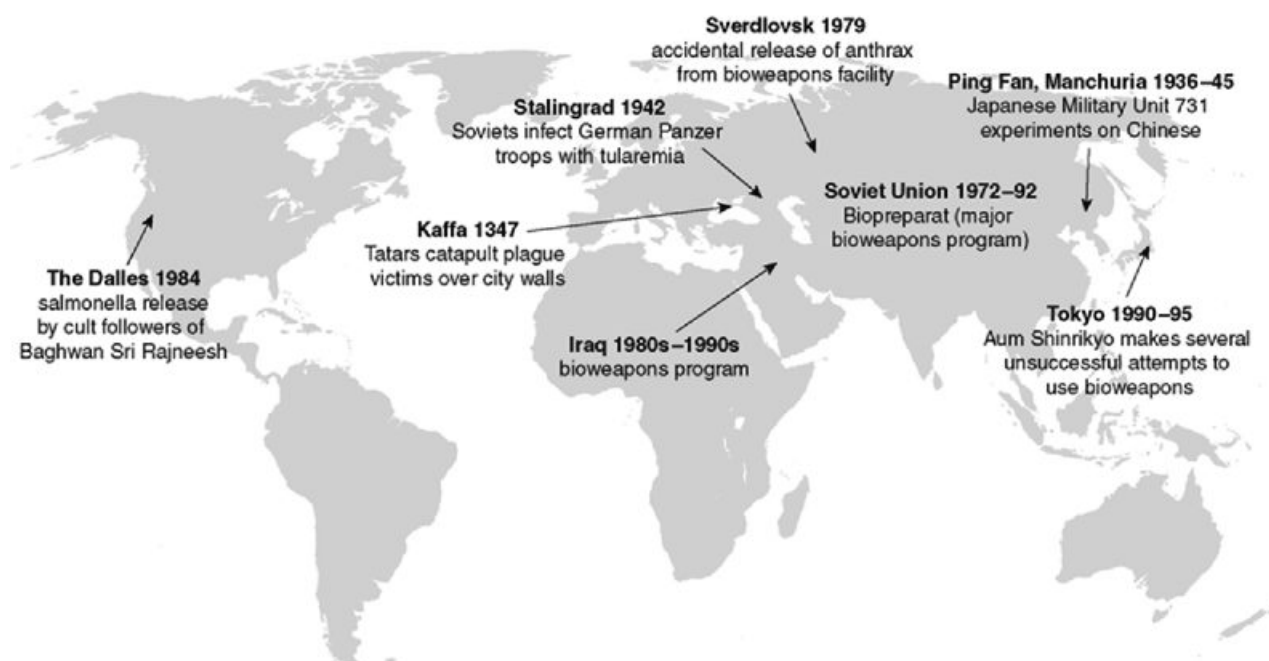 Sverdlovsk 1979
accidental release of anthrax
from bioweapons facility
Ping Fan, Manchuria 1936–45
Japanese Military Unit 731
experiments on Chinese
Stalingrad 1942
Soviets infect German Panzer
troops with tularemia
Soviet Union 1972–92
Biopreparat (major
bioweapons program)
Kaffa 1347
Tatars catapult plague
victims over city walls
The Dalles 1984
salmonella release
by cult followers of
Baghwan Sri Rajneesh
Iraq 1980s–1990s
bioweapons program
Tokyo 1990–95
Aum Shinrikyo makes several
unsuccessful attempts to
use bioweapons